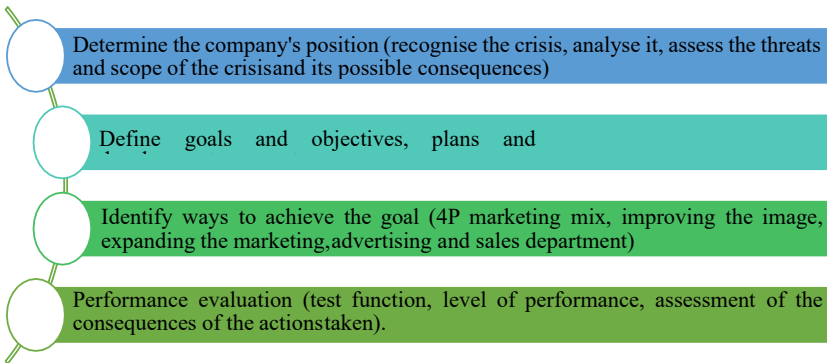 Determine the company's position (recognise the crisis, analyse it, assess the threats
and scope of the crisisand its possible consequences)
Define goals and objectives, plans and
Identify ways to achieve the goal (4P marketing mix, improving the image,
expanding the marketing,advertising and sales department)
Performance evaluation (test function, level of performance, assessment of the
consequences of the actionstaken).